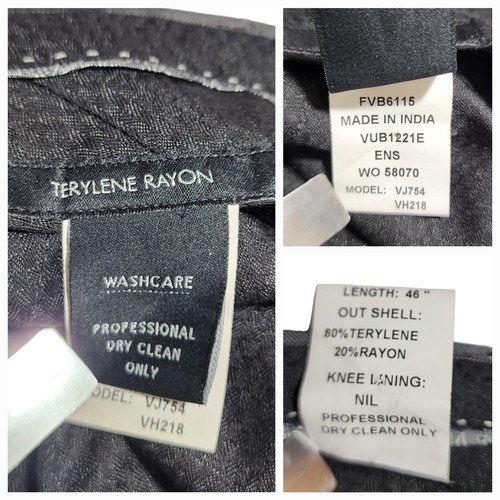 TERYLENE RAYON
WASHCARE
PROFESSIONAL
DRY CLEAN
ONLY
ODEL: VJ754
VH218
FVB6115
MADE IN INDIA
VUB1221E
ENS
WO 58070
MODEL: VJ754
VH218
LENGTH: 46 "
OUT SHELL:
80%TERYLENE
20%RAYON
KNEE LINING:
NIL
PROFESSIONAL
DRY CLEAN ONLY